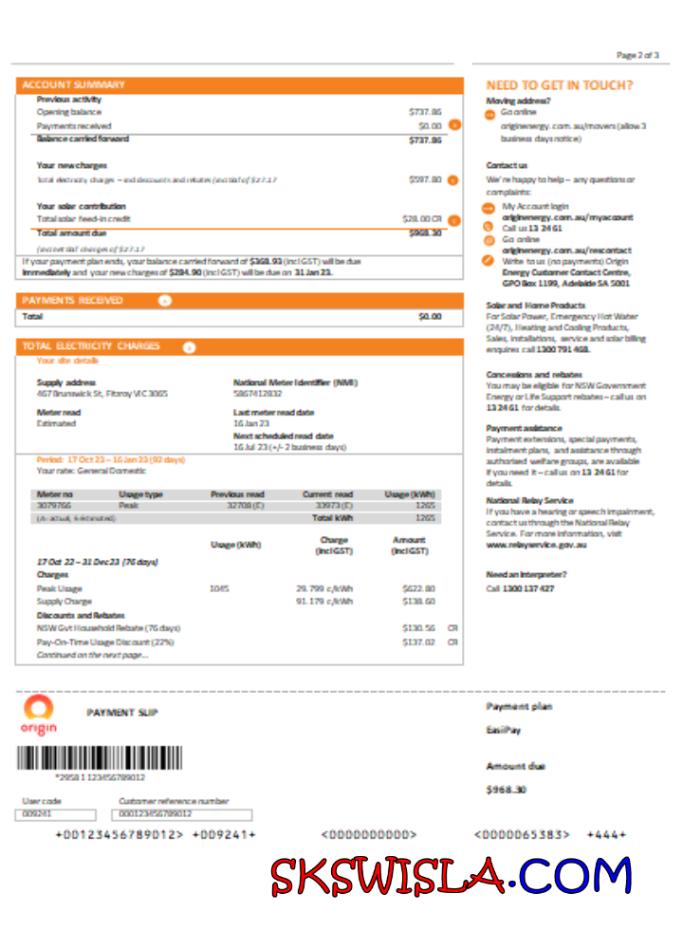 Page 2 of 3
ACCOUNT SUMMARY
Previous activity
Opening balance $737.86
Payments received $0.00
Balance carried forward $737.86
Your new charges
Total electricity charges – incl discounts and rebates (incl GST of $27.17 $597.80
Your solar contribution
Total solar feed-in credit $28.00 CR
Total amount due $968.30
charges of $27.17
If your payment plan ends, your balance carried forward of $368.93 (incl GST) will be due
immediately and your new charges of $284.90 (incl GST) will be due on 31 Jan 23.
PAYMENTS RECEIVED
Total $0.00
TOTAL ELECTRICITY CHARGES
Your site details
Supply address National Meter Identifier (NMI)
467 Brunswick St, Fitzroy VIC 3065 5867412832
Meter read Last meter read date
Estimated 16 Jan 23
Next scheduled read date
16 Jul 23 (+/- 2 business days)
Period: 17 Oct 23 – 16 Jan 23 (92 days)
Your rate: General Domestic
Meter no Usage type Previous read Current read Usage (kWh)
3079766 Peak 32708 (E) 33973 (E) 1265
(A- actual, E-estimated) Total kWh 1265
Usage (kWh) Charge (incl GST) Amount (incl GST)
17 Oct 22 – 31 Dec 23 (76 days)
Charges
Peak Usage 1045 29.799 c/kWh $622.80
Supply Charge 91.179 c/kWh $138.60
Discounts and Rebates
NSW Gvt Household Rebate (76 days) $130.56 CR
Pay-On-Time Usage Discount (22%) $137.02 CR
Continued on the next page...
NEED TO GET IN TOUCH?
Moving address?
Go online
originenergy.com.au/movers (allow 3
business days notice)
Contact us
We're happy to help – any questions or
complaints:
My Account login
originenergy.com.au/myaccount
Call us 13 24 61
Go online
originenergy.com.au/rescontact
Write to us (no payments) Origin
Energy Customer Contact Centre,
GPO Box 1199, Adelaide SA 5001
Solar and Home Products
For Solar Power, Emergency Hot Water
(24/7), Heating and Cooling Products,
Sales, installations, service and solar billing
enquires call 1300 791 468.
Concessions and rebates
You may be eligible for NSW Government
Energy or Life Support rebates – call us on
13 24 61 for details.
Payment assistance
Payment extensions, special payments,
instalment plans, and assistance through
authorised welfare groups, are available
if you need it – call us on 13 24 61 for
details.
National Relay Service
If you have a hearing or speech impairment,
contact us through the National Relay
Service. For more information, visit
www.relayservice.gov.au
Need an Interpreter?
Call 1300 137 427
origin
PAYMENT SLIP
*2958 1 123456789012
User code Customer reference number
009241 000123456789012
Payment plan
EasiPay
Amount due
$968.30
+00123456789012> +009241+ <0000000000> <0000065383> +444+
SKSWISLA.COM